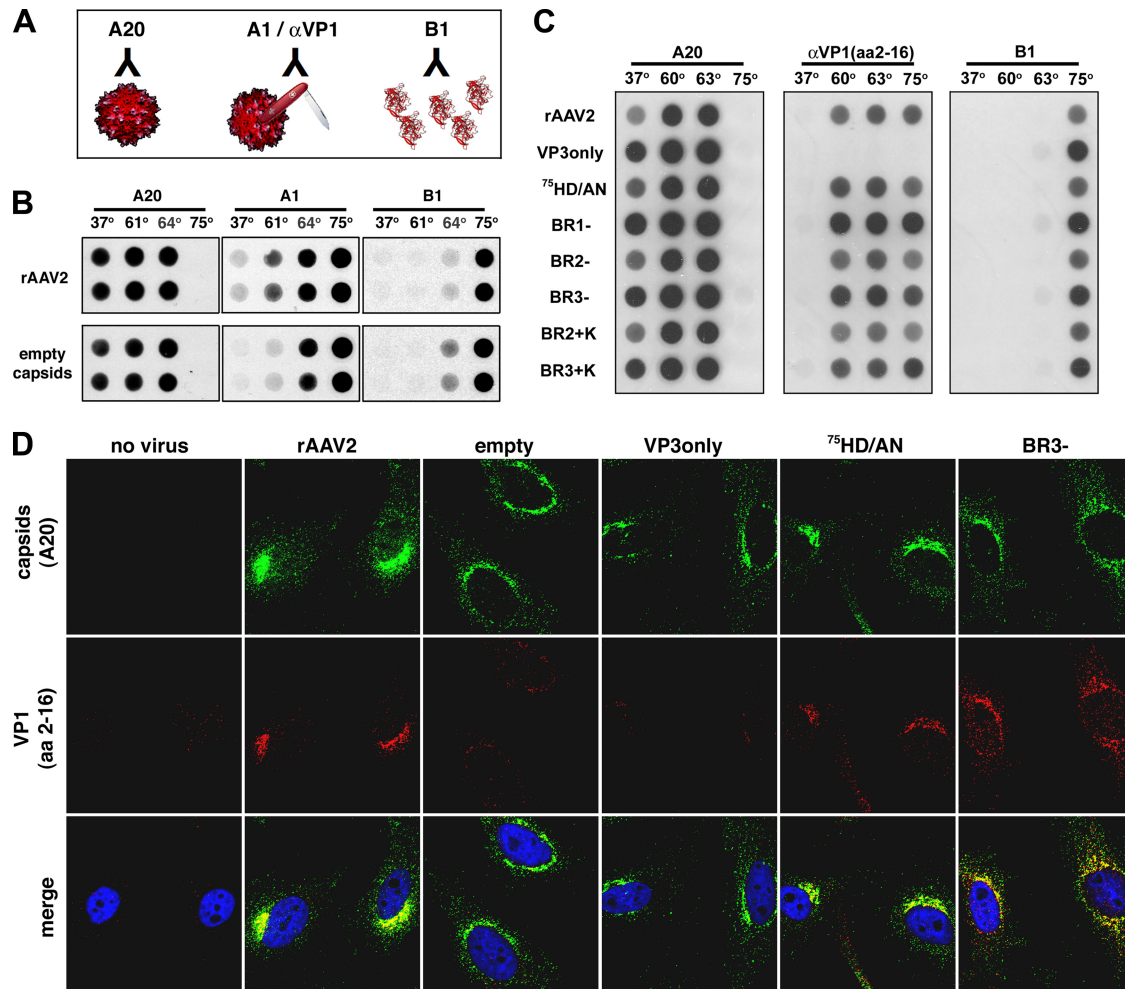 A
A20
A1 / αVP1
B1
B
A20
A1
B1
37° 61° 64° 75°
37° 61° 64° 75°
37° 61° 64° 75°
rAAV2
empty
capsids
C
A20
αVP1(aa2-16)
B1
37° 60° 63° 75°
37° 60° 63° 75°
37° 60° 63° 75°
rAAV2
VP3only
⁷⁵HD/AN
BR1-
BR2-
BR3-
BR2+K
BR3+K
D
no virus
rAAV2
empty
VP3only
⁷⁵HD/AN
BR3-
capsids
(A20)
VP1
(aa 2-16)
merge